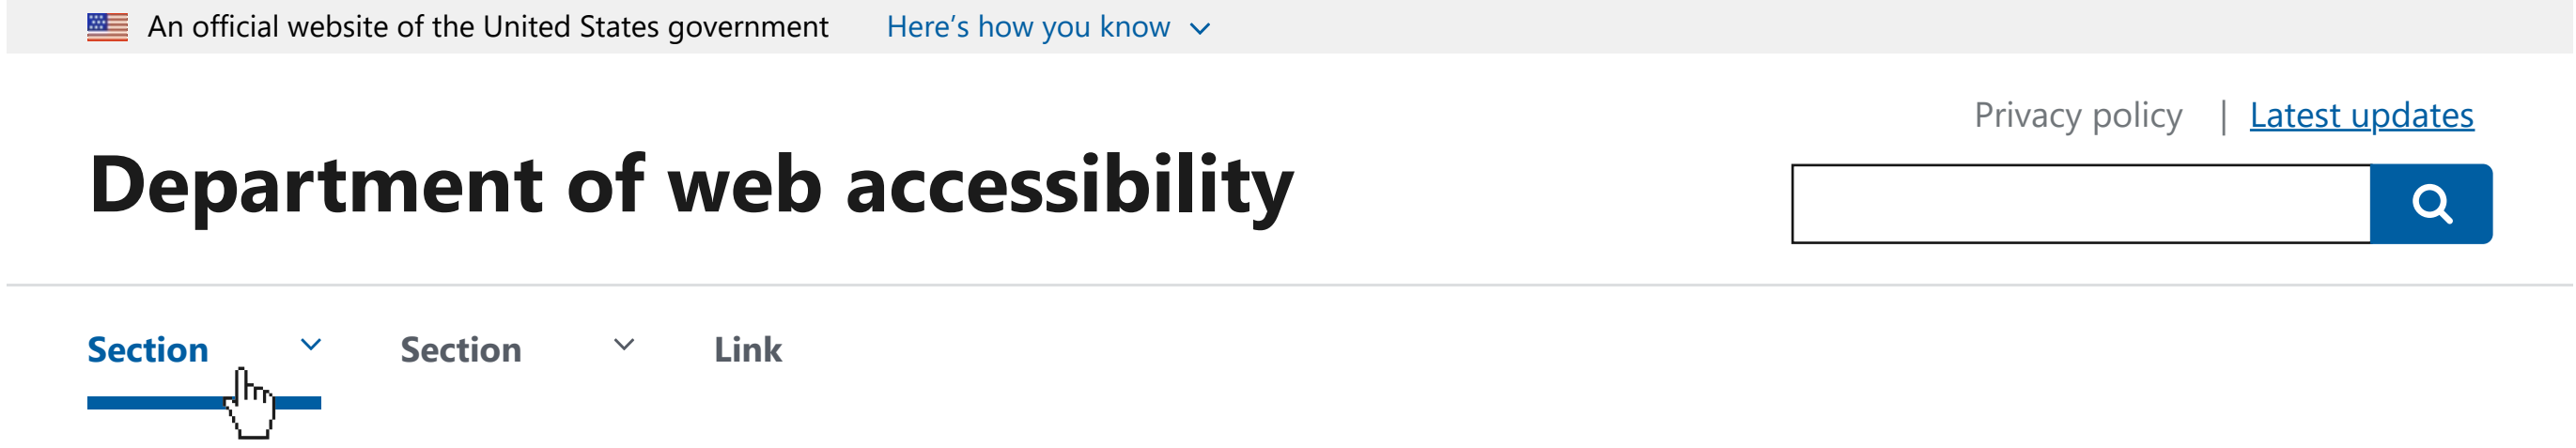 An official website of the United States government Here’s how you know
Privacy policy | Latest updates
Department of web accessibility
Section Section Link